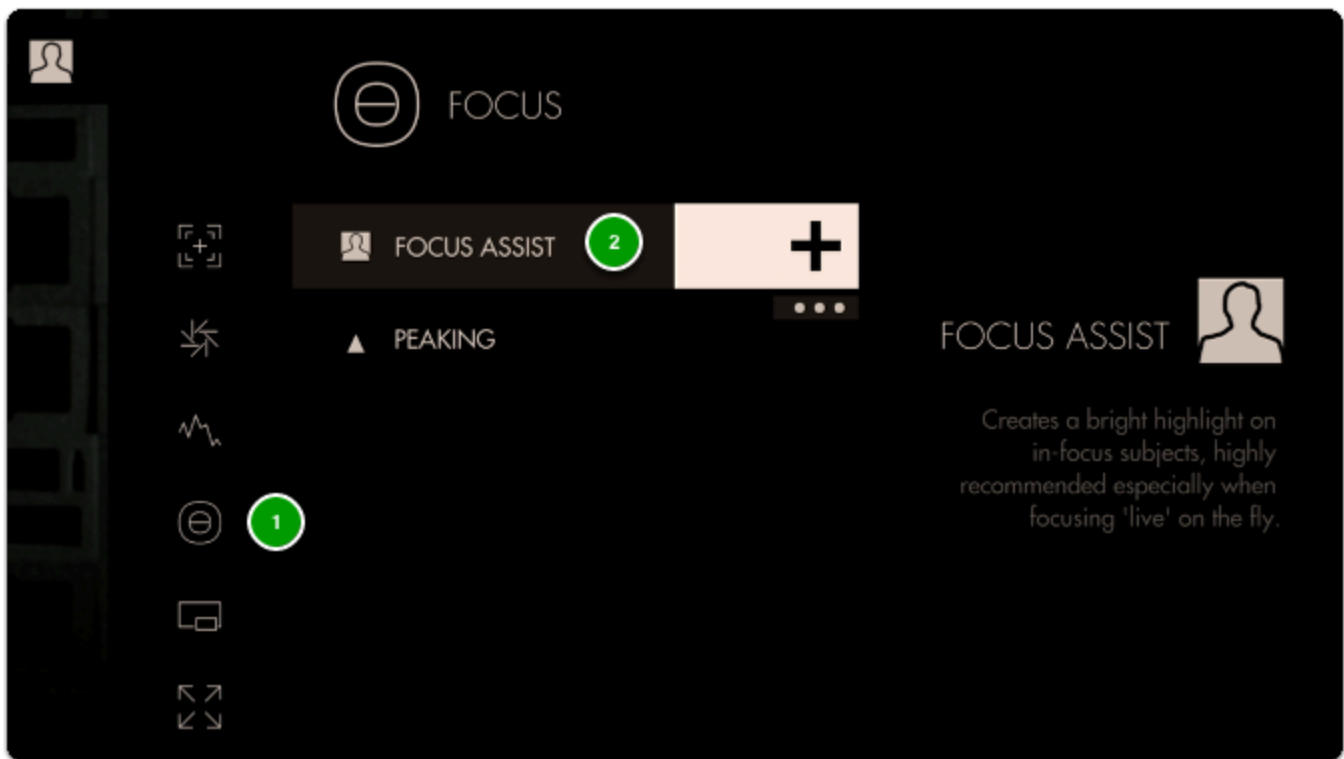 FOCUS
FOCUS ASSIST 2
PEAKING
1
FOCUS ASSIST
Creates a bright highlight on
in-focus subjects, highly
recommended especially when
focusing 'live' on the fly.